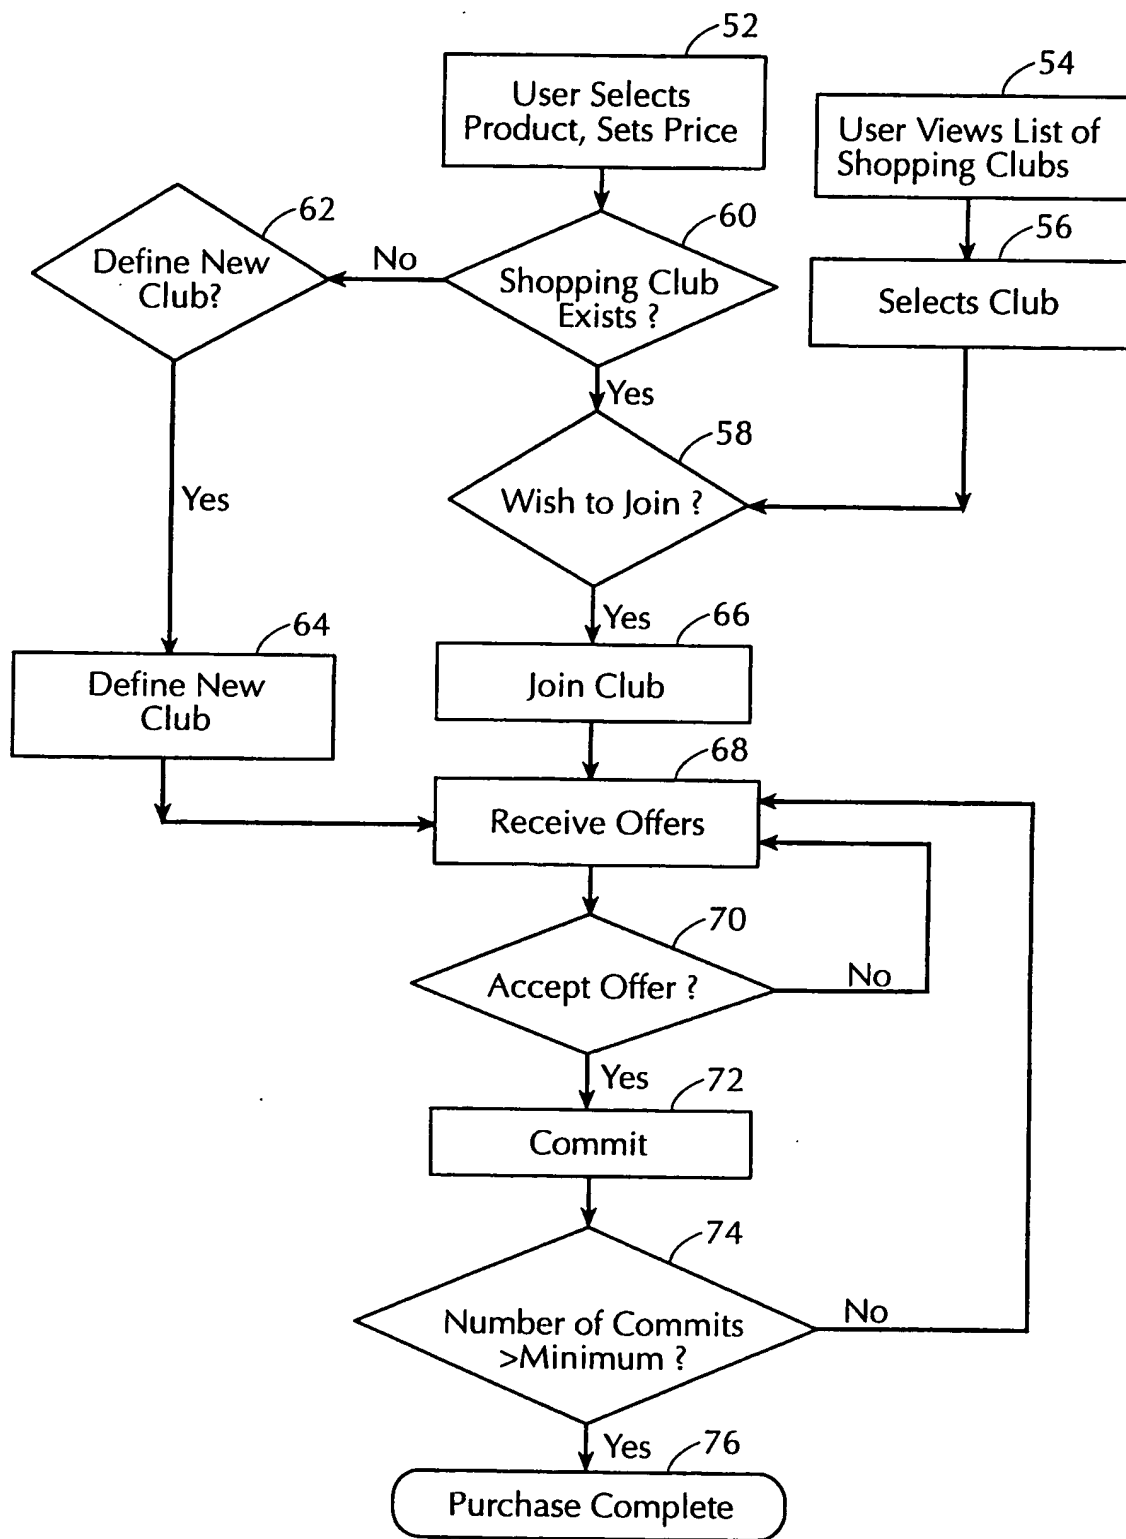 52
User Selects
Product, Sets Price
54
User Views List of
Shopping Clubs
62
Define New
Club?
No
60
Shopping Club
Exists ?
56
Selects Club
Yes
58
Wish to Join ?
Yes
Yes
66
Join Club
64
Define New
Club
68
Receive Offers
70
Accept Offer ?
No
Yes
72
Commit
74
Number of Commits
>Minimum ?
No
Yes
76
Purchase Complete